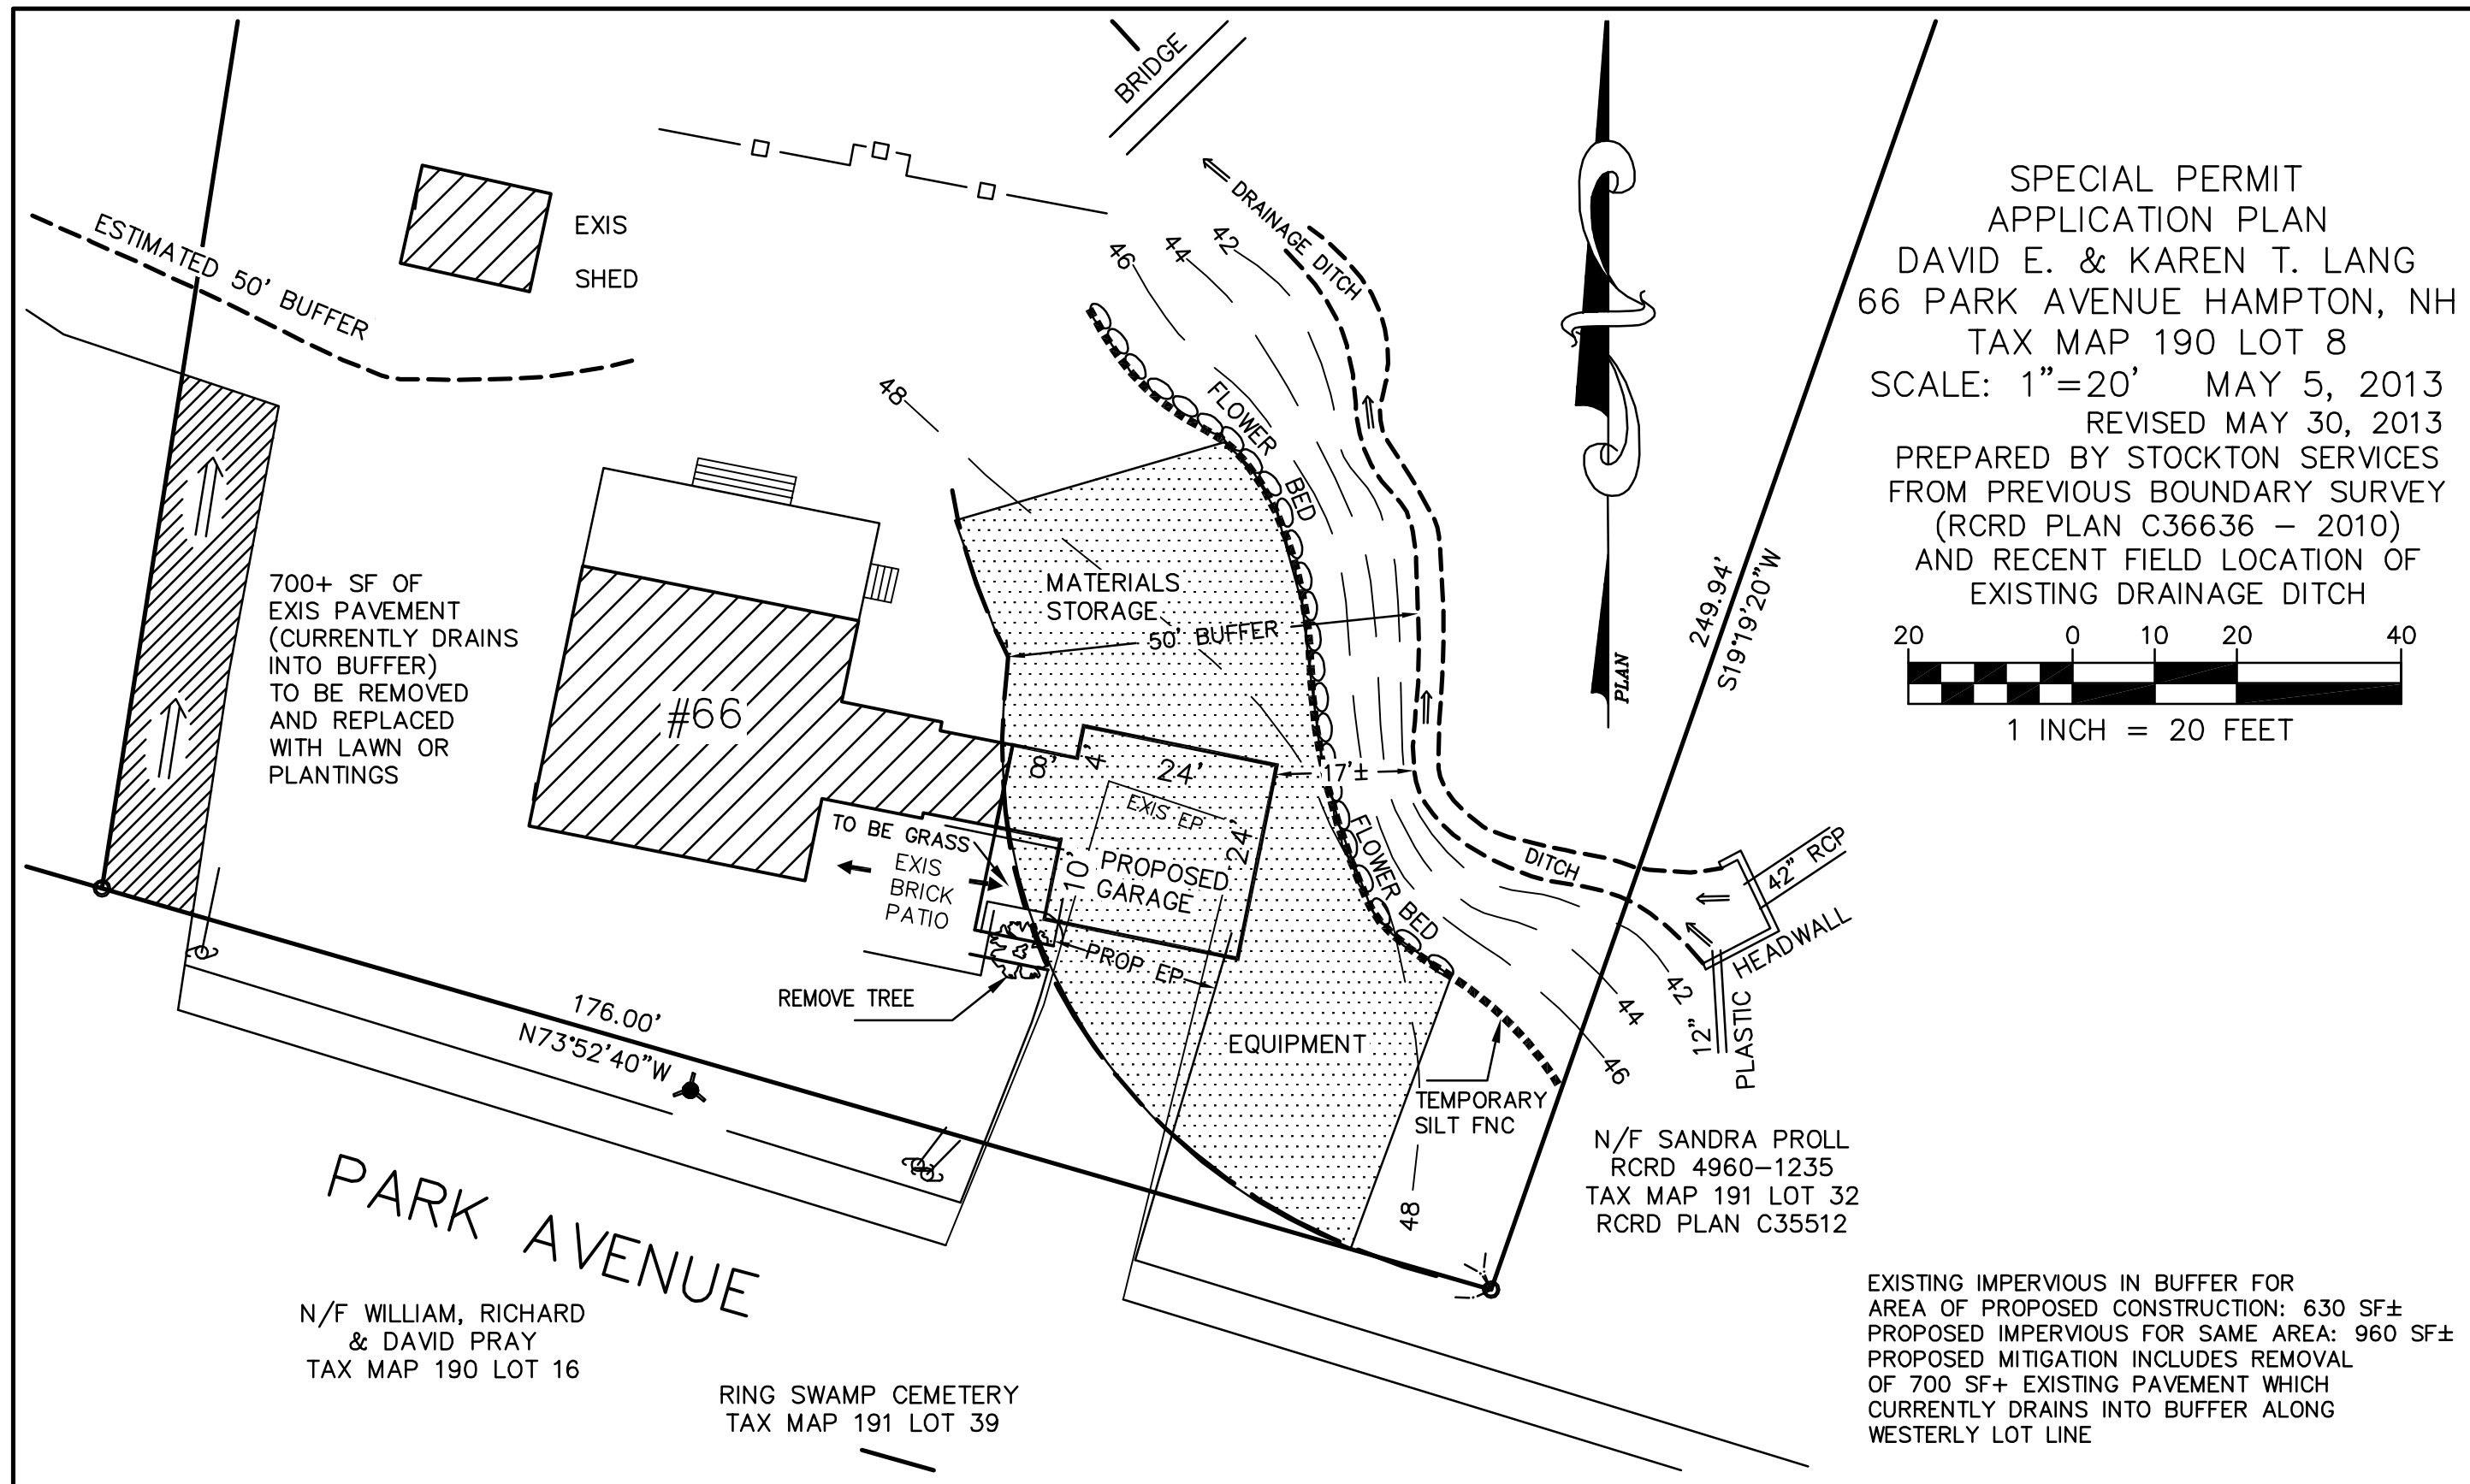 BRIDGE
DRAINAGE DITCH
ESTIMATED 50' BUFFER
EXIS
SHED
46
44
42
48
FLOWER
BED
SPECIAL PERMIT
APPLICATION PLAN
DAVID E. & KAREN T. LANG
66 PARK AVENUE HAMPTON, NH
TAX MAP 190 LOT 8
SCALE: 1"=20' MAY 5, 2013
REVISED MAY 30, 2013
PREPARED BY STOCKTON SERVICES
FROM PREVIOUS BOUNDARY SURVEY
(RCRD PLAN C36636 – 2010)
AND RECENT FIELD LOCATION OF
EXISTING DRAINAGE DITCH
20 0 10 20 40
1 INCH = 20 FEET
PLAN
249.94'
S19°19'20"W
700+ SF OF
EXIS PAVEMENT
(CURRENTLY DRAINS
INTO BUFFER)
TO BE REMOVED
AND REPLACED
WITH LAWN OR
PLANTINGS
#66
MATERIALS
STORAGE
50' BUFFER
8'
4'
24'
17'±
EXIS EP
24'
10'
PROPOSED
GARAGE
TO BE GRASS
EXIS
BRICK
PATIO
PROP EP
REMOVE TREE
FLOWER BED
DITCH
42" RCP
HEADWALL
12"
PLASTIC
42
44
46
EQUIPMENT
TEMPORARY
SILT FNC
48
176.00'
N73°52'40"W
PARK AVENUE
N/F SANDRA PROLL
RCRD 4960–1235
TAX MAP 191 LOT 32
RCRD PLAN C35512
N/F WILLIAM, RICHARD
& DAVID PRAY
TAX MAP 190 LOT 16
RING SWAMP CEMETERY
TAX MAP 191 LOT 39
EXISTING IMPERVIOUS IN BUFFER FOR
AREA OF PROPOSED CONSTRUCTION: 630 SF±
PROPOSED IMPERVIOUS FOR SAME AREA: 960 SF±
PROPOSED MITIGATION INCLUDES REMOVAL
OF 700 SF+ EXISTING PAVEMENT WHICH
CURRENTLY DRAINS INTO BUFFER ALONG
WESTERLY LOT LINE